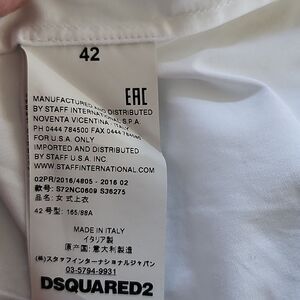 42
EAC
MANUFACTURED AND DISTRIBUTED
BY STAFF INTERNATIONAL S.P.A.
NOVENTA VICENTINA ITALY
PH 0444 784500 FAX 0444
FOR U.S.A. ONLY
IMPORTED AND DISTRIBUTED
BY STAFF U.S.A. INC
WWW.STAFFINTERNATIONAL.COM
02PR/2016/4805 - 2016 02
款号: S72NC0609 S36275
品名: 女式上衣
42 号型: 165/88A
MADE IN ITALY
イタリア製
原产国: 意大利制造
(株)スタッフインターナショナルジャパン
03-5794-9931
DSQUARED2